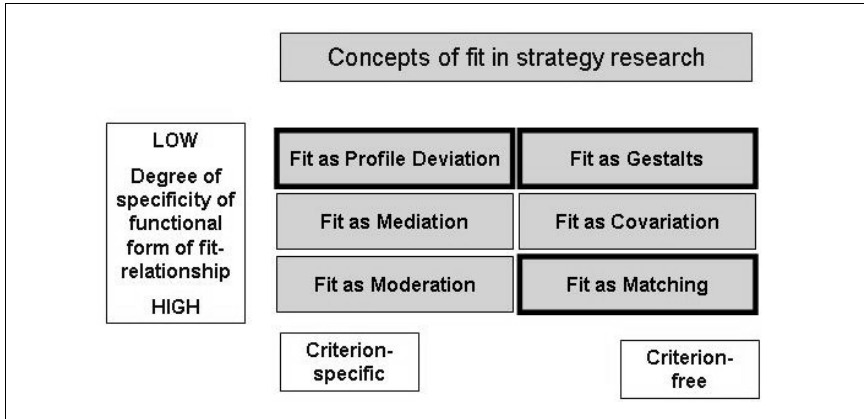 Concepts of fit in strategy research
LOW
Degree of
specificity of
functional
form of fit-
relationship
HIGH
Fit as Profile Deviation
Fit as Gestalts
Fit as Mediation
Fit as Covariation
Fit as Moderation
Fit as Matching
Criterion-
specific
Criterion-
free